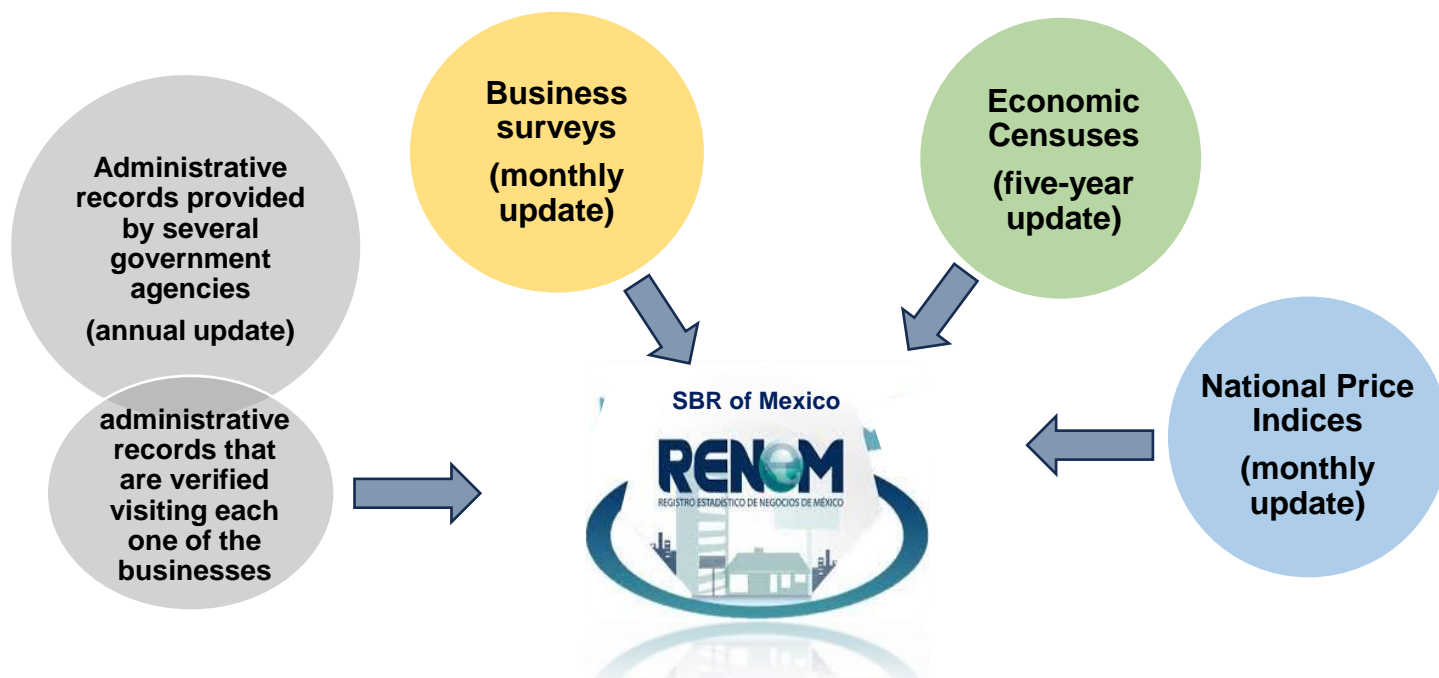 Administrative
records provided
by several
government
agencies
(annual update)
administrative
records that
are verified
visiting each
one of the
businesses
Business
surveys
(monthly
update)
Economic
Censuses
(five-year
update)
National Price
Indices
(monthly
update)
SBR of Mexico
RENEM
REGISTRO ESTADÍSTICO DE NEGOCIOS DE MÉXICO